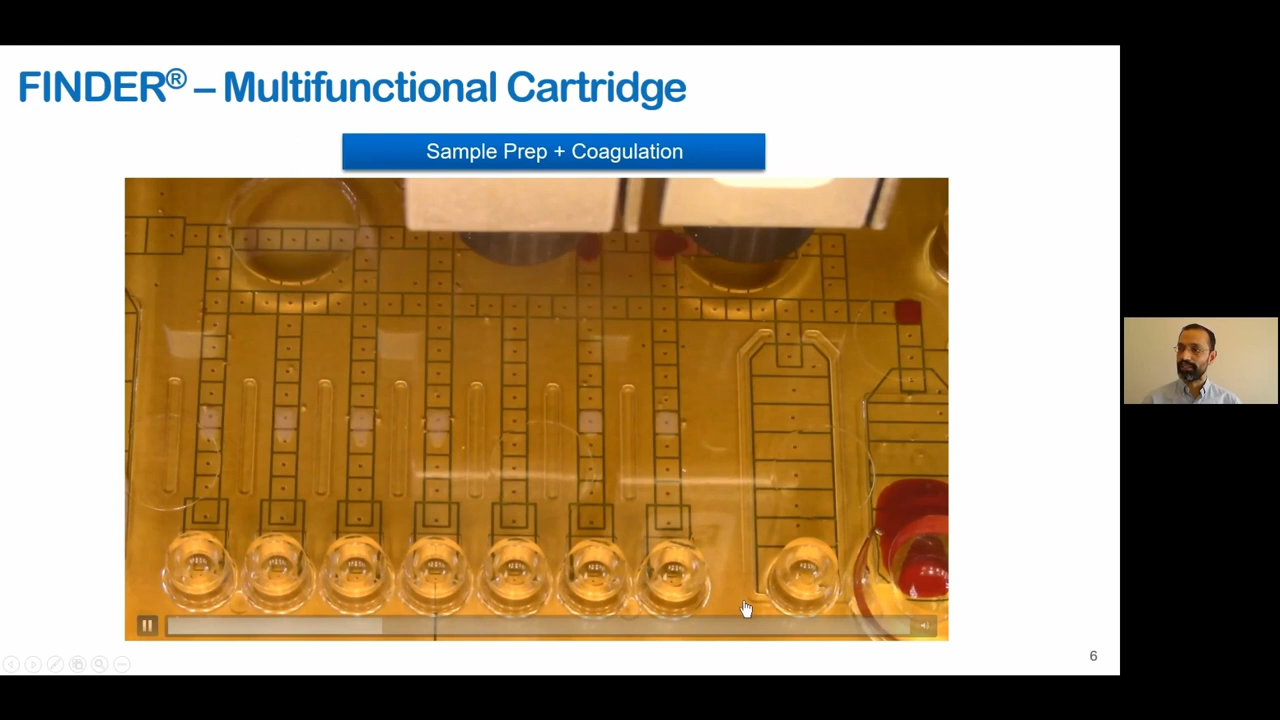 FINDER® – Multifunctional Cartridge
Sample Prep + Coagulation
6